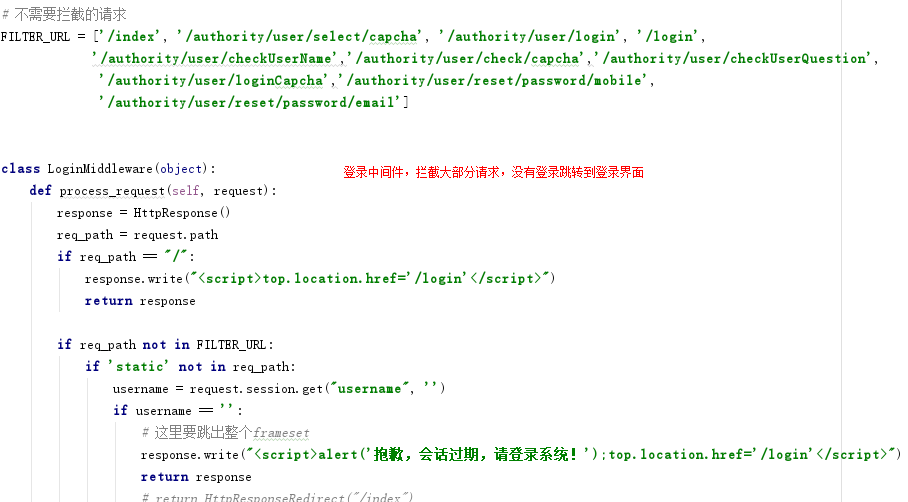 # 不需要拦截的请求
FILTER_URL = ['/index', '/authority/user/select/capcha', '/authority/user/login', '/login',
'/authority/user/checkUserName','/authority/user/check/capcha','/authority/user/checkUserQuestion',
'/authority/user/loginCapcha','/authority/user/reset/password/mobile',
'/authority/user/reset/password/email']
class LoginMiddleware(object):
登录中间件，拦截大部分请求，没有登录跳转到登录界面
def process_request(self, request):
response = HttpResponse()
req_path = request.path
if req_path == "/":
response.write("<script>top.location.href='/login'</script>")
return response
if req_path not in FILTER_URL:
if 'static' not in req_path:
username = request.session.get("username", '')
if username == '':
# 这里要跳出整个frameset
response.write("<script>alert('抱歉，会话过期，请登录系统！');top.location.href='/login'</script>")
return response
# return HttpResponseRedirect("/index")